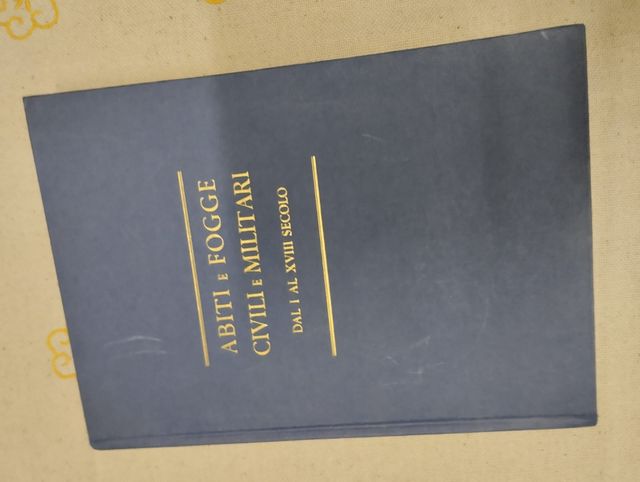 ABITI E FOGGE
CIVILI E MILITARI
DAL I AL XVIII SECOLO